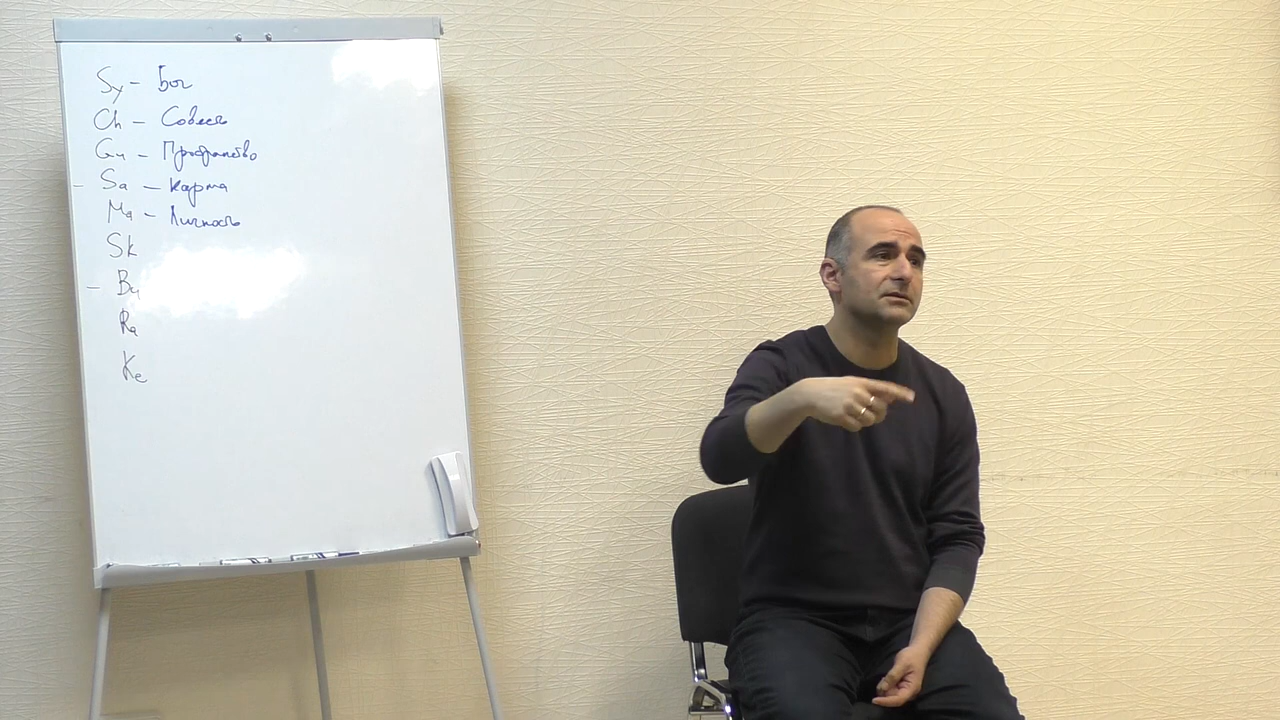 Sy - Бог
Ch - Совесть
Gu - Пространство
- Sa - Карма
Ma - Личность
Sk
- Bu
Ra
Ke